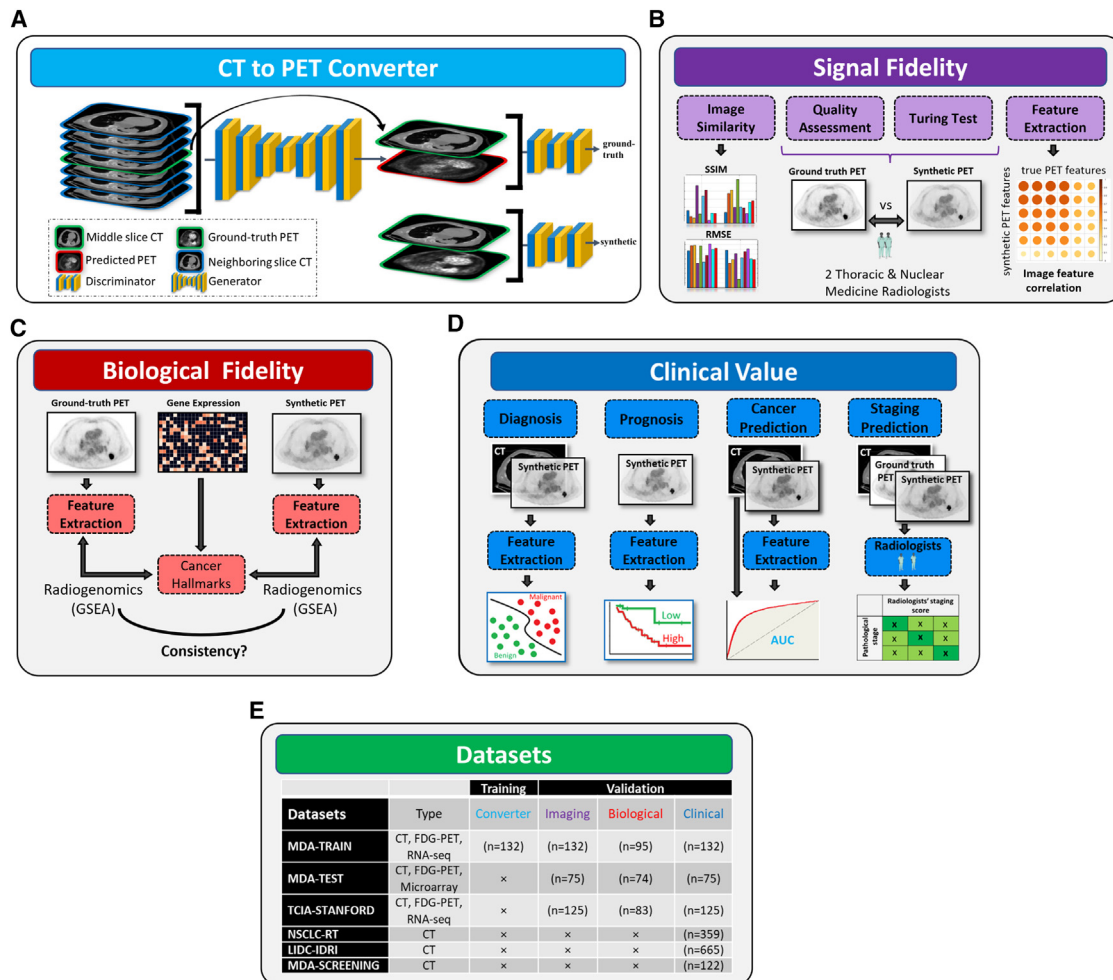 A
CT to PET Converter
ground-
truth
synthetic
Middle slice CT
Ground-truth PET
Predicted PET
Neighboring slice CT
Discriminator
Generator
B
Signal Fidelity
Image
Similarity
Quality
Assessment
Turing Test
Feature
Extraction
SSIM
RMSE
Ground truth PET
Synthetic PET
VS
2 Thoracic & Nuclear
Medicine Radiologists
true PET features
synthetic PET features
Image feature
correlation
C
Biological Fidelity
Ground-truth PET
Gene Expression
Synthetic PET
Feature
Extraction
Feature
Extraction
Cancer
Hallmarks
Radiogenomics
(GSEA)
Radiogenomics
(GSEA)
Consistency?
D
Clinical Value
Diagnosis
Prognosis
Cancer
Prediction
Staging
Prediction
CT
Synthetic PET
Synthetic PET
CT
Synthetic PET
CT
Ground truth
PET
Synthetic PET
Feature
Extraction
Feature
Extraction
Feature
Extraction
Radiologists
Malignant
Benign
Low
High
AUC
Radiologists' staging
score
Pathological
stage
X X X
X X X
X X X
E
Datasets
Training Validation
Datasets Type Converter Imaging Biological Clinical
MDA-TRAIN CT, FDG-PET, RNA-seq (n=132) (n=132) (n=95) (n=132)
MDA-TEST CT, FDG-PET, Microarray × (n=75) (n=74) (n=75)
TCIA-STANFORD CT, FDG-PET, RNA-seq × (n=125) (n=83) (n=125)
NSCLC-RT CT × × × (n=359)
LIDC-IDRI CT × × × (n=665)
MDA-SCREENING CT × × × (n=122)